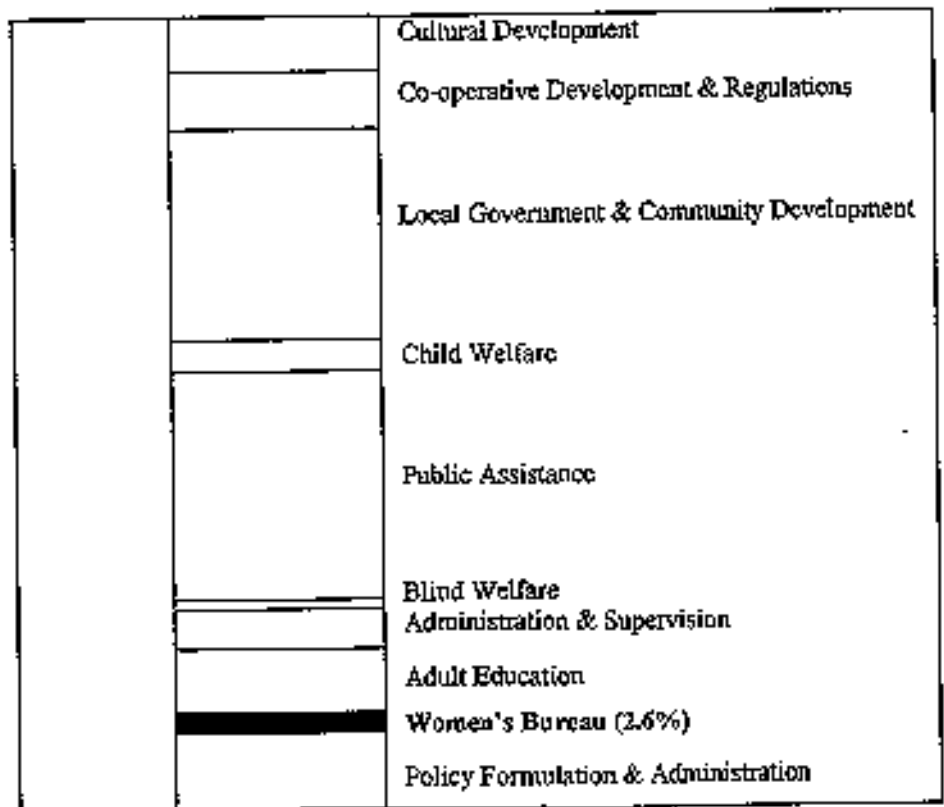 Cultural Development
Co-operative Development & Regulations
Local Government & Community Development
Child Welfare
Public Assistance
Blind Welfare
Administration & Supervision
Adult Education
Women's Bureau (2.6%)
Policy Formulation & Administration